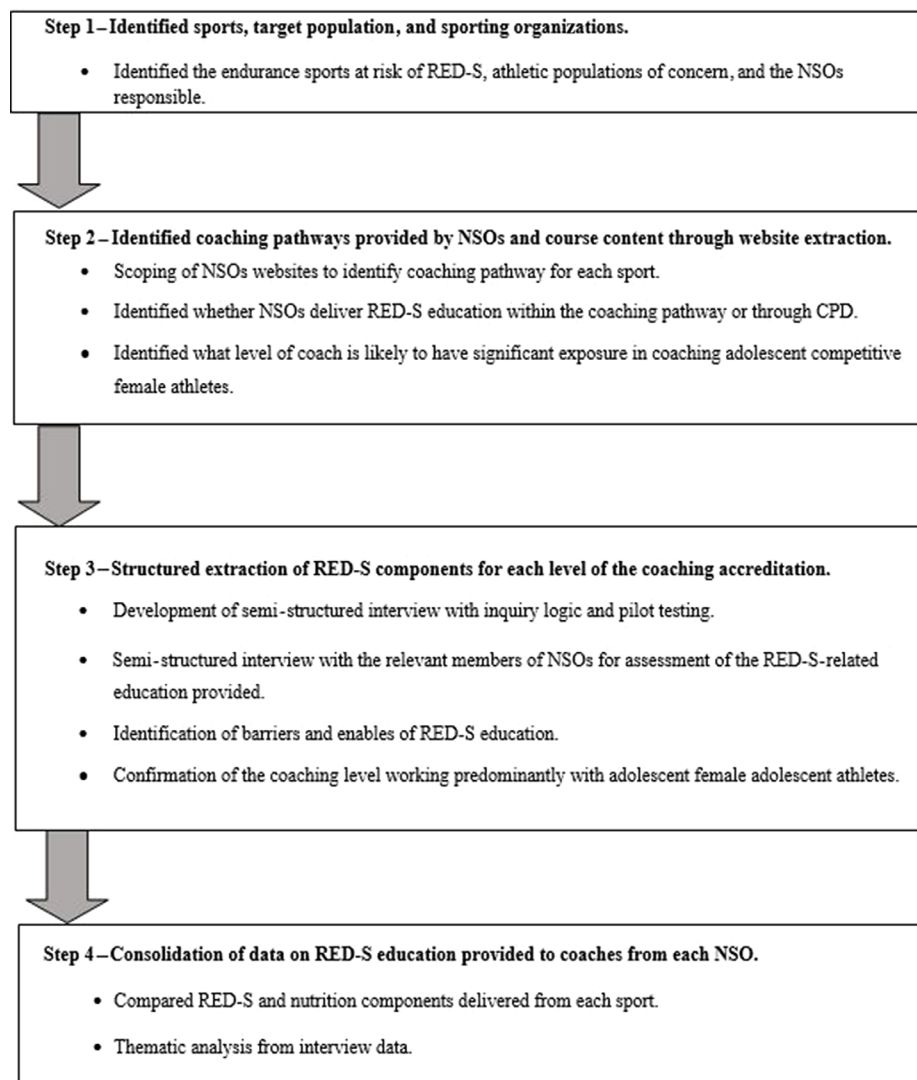 Step 1–Identified sports, target population, and sporting organizations.
• Identified the endurance sports at risk of RED-S, athletic populations of concern, and the NSOs
responsible.
Step 2–Identified coaching pathways provided by NSOs and course content through website extraction.
• Scoping of NSOs websites to identify coaching pathway for each sport.
• Identified whether NSOs deliver RED-S education within the coaching pathway or through CPD.
• Identified what level of coach is likely to have significant exposure in coaching adolescent competitive
female athletes.
Step 3–Structured extraction of RED-S components for each level of the coaching accreditation.
• Development of semi-structured interview with inquiry logic and pilot testing.
• Semi-structured interview with the relevant members of NSOs for assessment of the RED-S-related
education provided.
• Identification of barriers and enables of RED-S education.
• Confirmation of the coaching level working predominantly with adolescent female adolescent athletes.
Step 4–Consolidation of data on RED-S education provided to coaches from each NSO.
• Compared RED-S and nutrition components delivered from each sport.
• Thematic analysis from interview data.